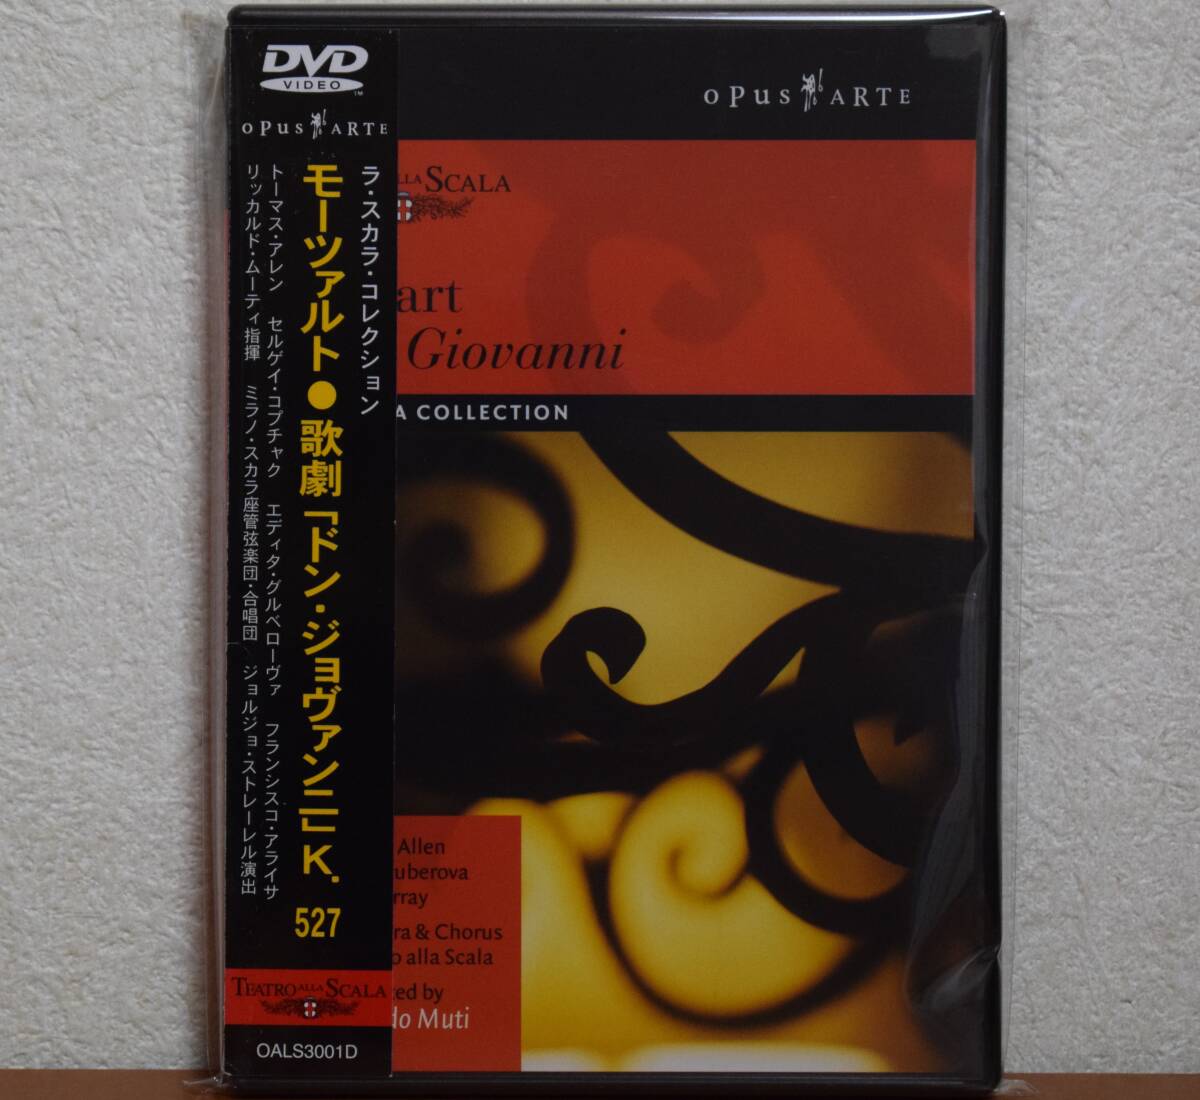 DVD
VIDEO
TM
OPUS ARTE
ラ・スカラ・コレクション
モーツァルト●歌劇「ドン・ジョヴァンニ」K.
527
トーマス・アレン セルゲイ・コプチャク エディタ・グルベローヴァ フランシスコ・アライサ
リッカルド・ムーティ指揮 ミラノ・スカラ座管弦楽団・合唱団 ジョルジョ・ストレーレル演出
TEATRO ALLA SCALA
OALS3001D
OPUS ARTE
LLA SCALA
art
Giovanni
A COLLECTION
Allen
uberova
rray
ra & Chorus
o alla Scala
ted by
do Muti